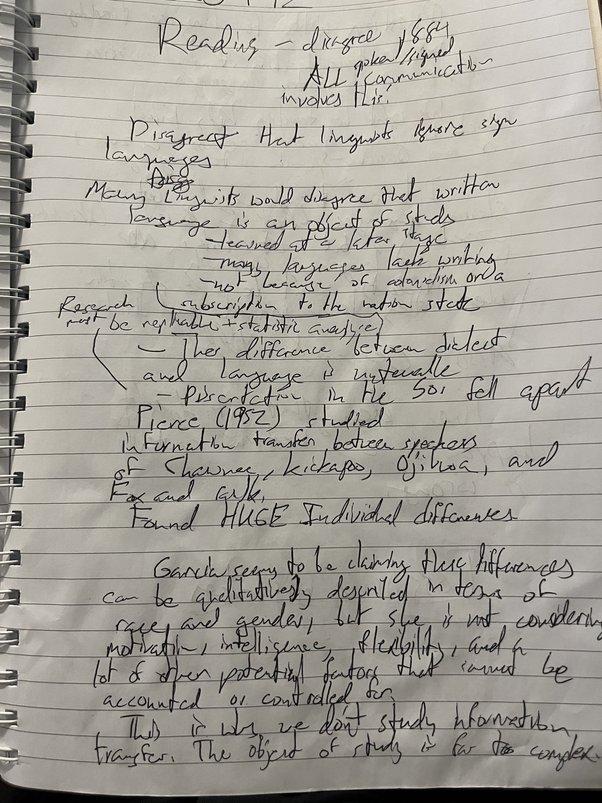 Reading - disagree 1884
spoken/signed
ALL communication
involves this!
Disagreet that linguists ignore sign
languages
Many Linguists would disagree that written
language is an object of study
-learned at a later stage
-many languages lack writing
-not because of colonialism or a
subscription to the nation state
Research
must be replicable + statistic analyse
- The difference between dialect
and language is
- Dissertation in the 50s fell apart
Pierce (1952) studied
information transfer between speakers
of Shawnee, Kickapoo, Ojibwa, and
Fox and
Found HUGE Individual differences
Garcia seems to be claiming these differences
can be qualitatively described in terms of
race, and gender, but she is not considering
motivation, intelligence, flexibility, and a
lot of other potential factors that cannot be
accounted or controlled for.
This is why we don't study information
transfer. The object of study is far too complex.